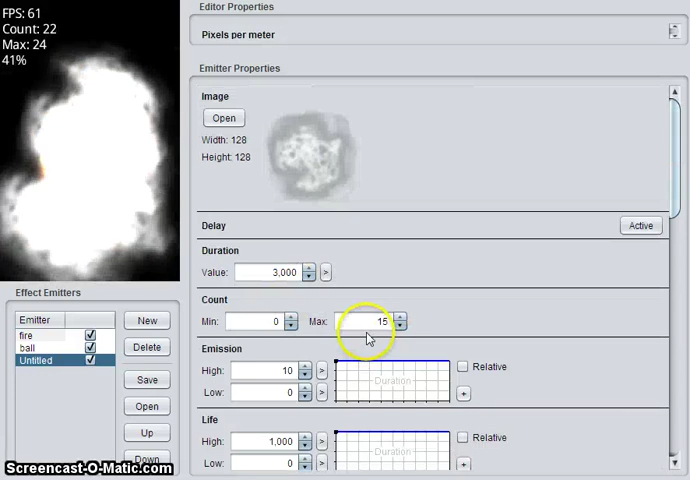 FPS: 61
Count: 22
Max: 24
41%
Editor Properties
Pixels per meter
Emitter Properties
Image
Open
Width: 128
Height: 128
Delay
Active
Duration
Value: 3,000 >
Count
Min: 0 Max: 15
Emission
High: 10 >
Low: 0 >
Duration
Relative
+
Life
High: 1,000 >
Low: 0 >
Duration
Relative
+
Effect Emitters
Emitter
fire
ball
Untitled
New
Delete
Save
Open
Up
Down
Screencast-O-Matic.com